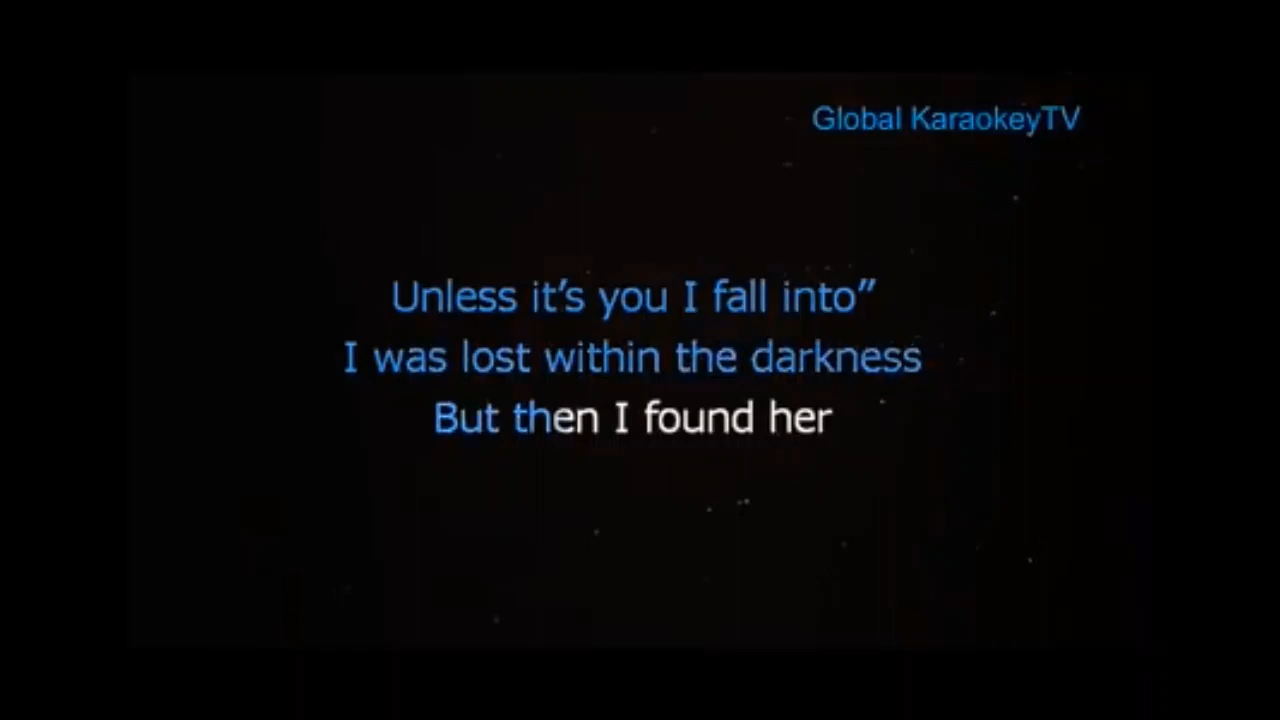 Global KaraokeyTV
Unless it's you I fall into”
I was lost within the darkness
But then I found her